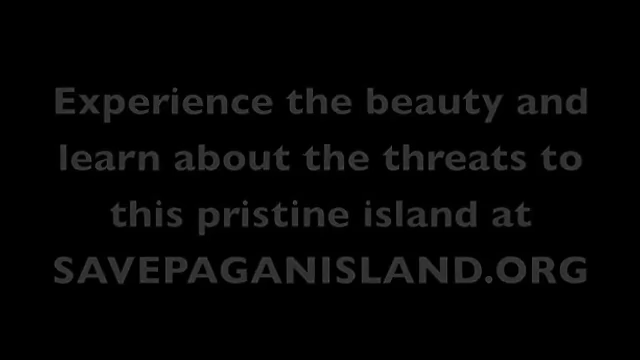 Experience the beauty and
learn about the threats to
this pristine island at
SAVEPAGANISLAND.ORG